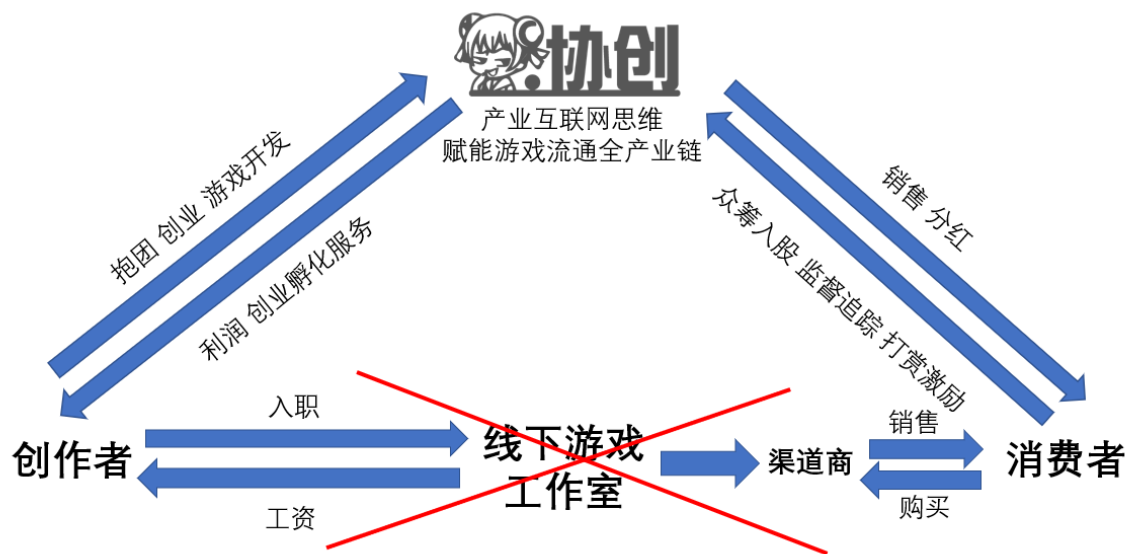 协创
产业互联网思维
赋能游戏流通全产业链
抱团 创业 游戏开发
利润 创业孵化服务
销售 分红
众筹入股 监督追踪 打赏激励
入职
创作者
工资
线下游戏
工作室
渠道商
销售
购买
消费者